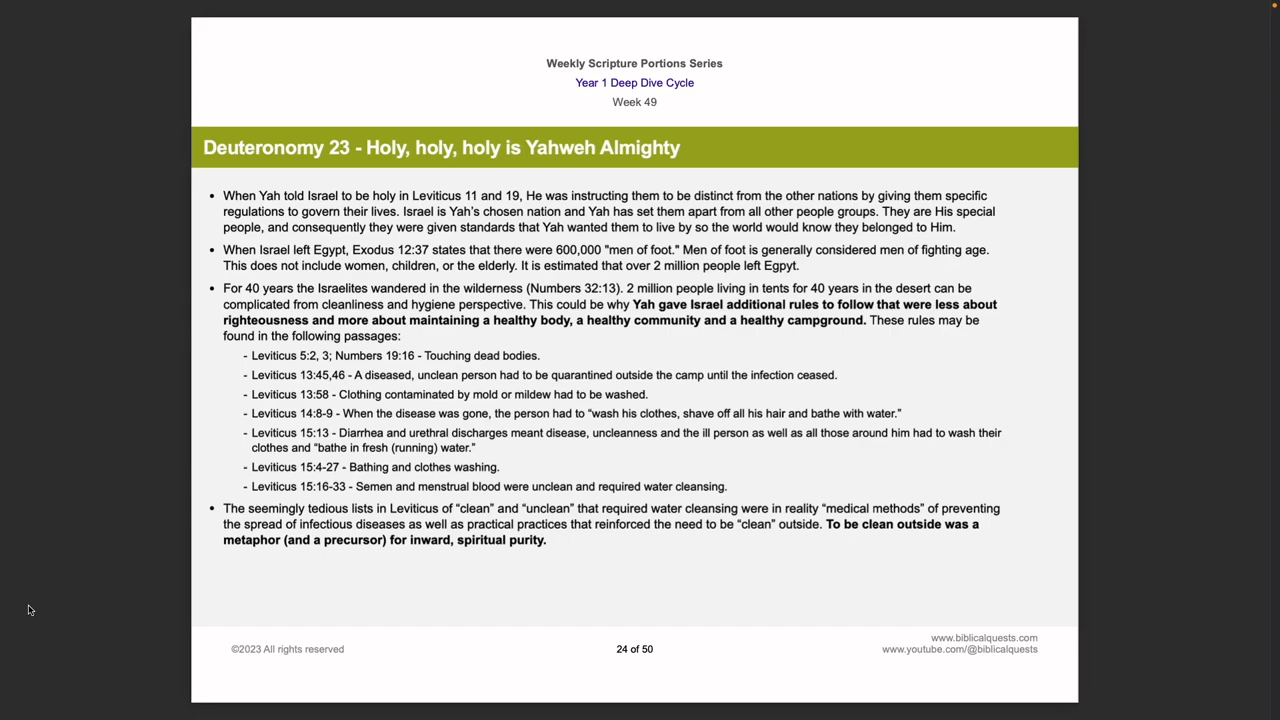 Weekly Scripture Portions Series
Year 1 Deep Dive Cycle
Week 49
Deuteronomy 23 - Holy, holy, holy is Yahweh Almighty
• When Yah told Israel to be holy in Leviticus 11 and 19, He was instructing them to be distinct from the other nations by giving them specific
regulations to govern their lives. Israel is Yah's chosen nation and Yah has set them apart from all other people groups. They are His special
people, and consequently they were given standards that Yah wanted them to live by so the world would know they belonged to Him.
• When Israel left Egypt, Exodus 12:37 states that there were 600,000 "men of foot." Men of foot is generally considered men of fighting age.
This does not include women, children, or the elderly. It is estimated that over 2 million people left Egpyt.
• For 40 years the Israelites wandered in the wilderness (Numbers 32:13). 2 million people living in tents for 40 years in the desert can be
complicated from cleanliness and hygiene perspective. This could be why Yah gave Israel additional rules to follow that were less about
righteousness and more about maintaining a healthy body, a healthy community and a healthy campground. These rules may be
found in the following passages:
- Leviticus 5:2, 3; Numbers 19:16 - Touching dead bodies.
- Leviticus 13:45,46 - A diseased, unclean person had to be quarantined outside the camp until the infection ceased.
- Leviticus 13:58 - Clothing contaminated by mold or mildew had to be washed.
- Leviticus 14:8-9 - When the disease was gone, the person had to “wash his clothes, shave off all his hair and bathe with water.”
- Leviticus 15:13 - Diarrhea and urethral discharges meant disease, uncleanness and the ill person as well as all those around him had to wash their
clothes and “bathe in fresh (running) water.”
- Leviticus 15:4-27 - Bathing and clothes washing.
- Leviticus 15:16-33 - Semen and menstrual blood were unclean and required water cleansing.
• The seemingly tedious lists in Leviticus of “clean” and “unclean” that required water cleansing were in reality “medical methods” of preventing
the spread of infectious diseases as well as practical practices that reinforced the need to be “clean” outside. To be clean outside was a
metaphor (and a precursor) for inward, spiritual purity.
©2023 All rights reserved
24 of 50
www.biblicalquests.com
www.youtube.com/@biblicalquests